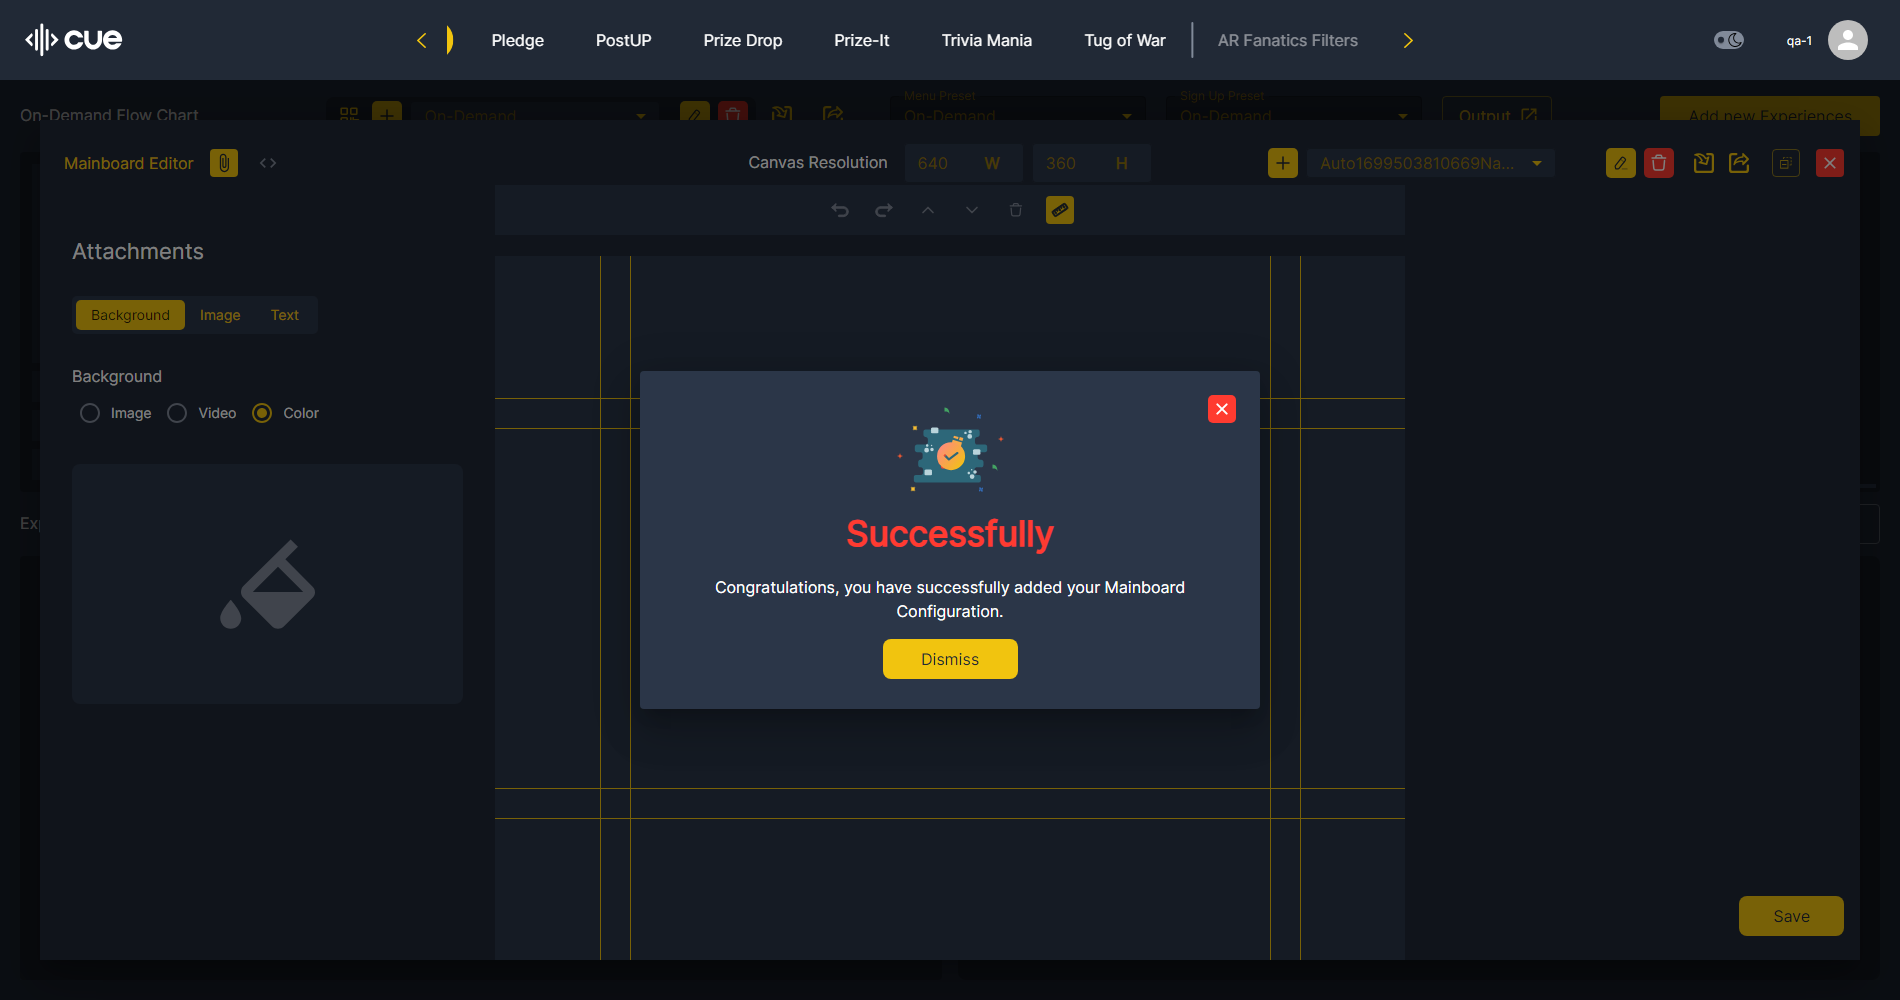 cue
Pledge
PostUP
Prize Drop
Prize-It
Trivia Mania
Tug of War
AR Fanatics Filters
qa-1
On-Demand Flow Chart
On-Demand
Menu Preset
On-Demand
Sign Up Preset
On-Demand
Output
Add new Experiences
Mainboard Editor
Canvas Resolution
640 W
360 H
Auto1699503810669Na...
Attachments
Background
Image
Text
Background
Image
Video
Color
Successfully
Congratulations, you have successfully added your Mainboard
Configuration.
Dismiss
Save